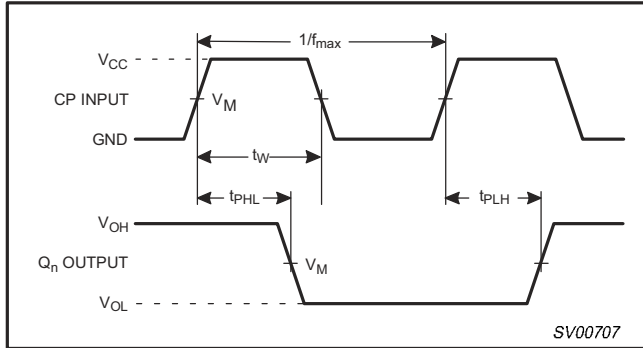 1/fmax
VCC
CP INPUT
VM
GND
tW
tPHL
tPLH
VOH
Qn OUTPUT
VM
VOL
SV00707